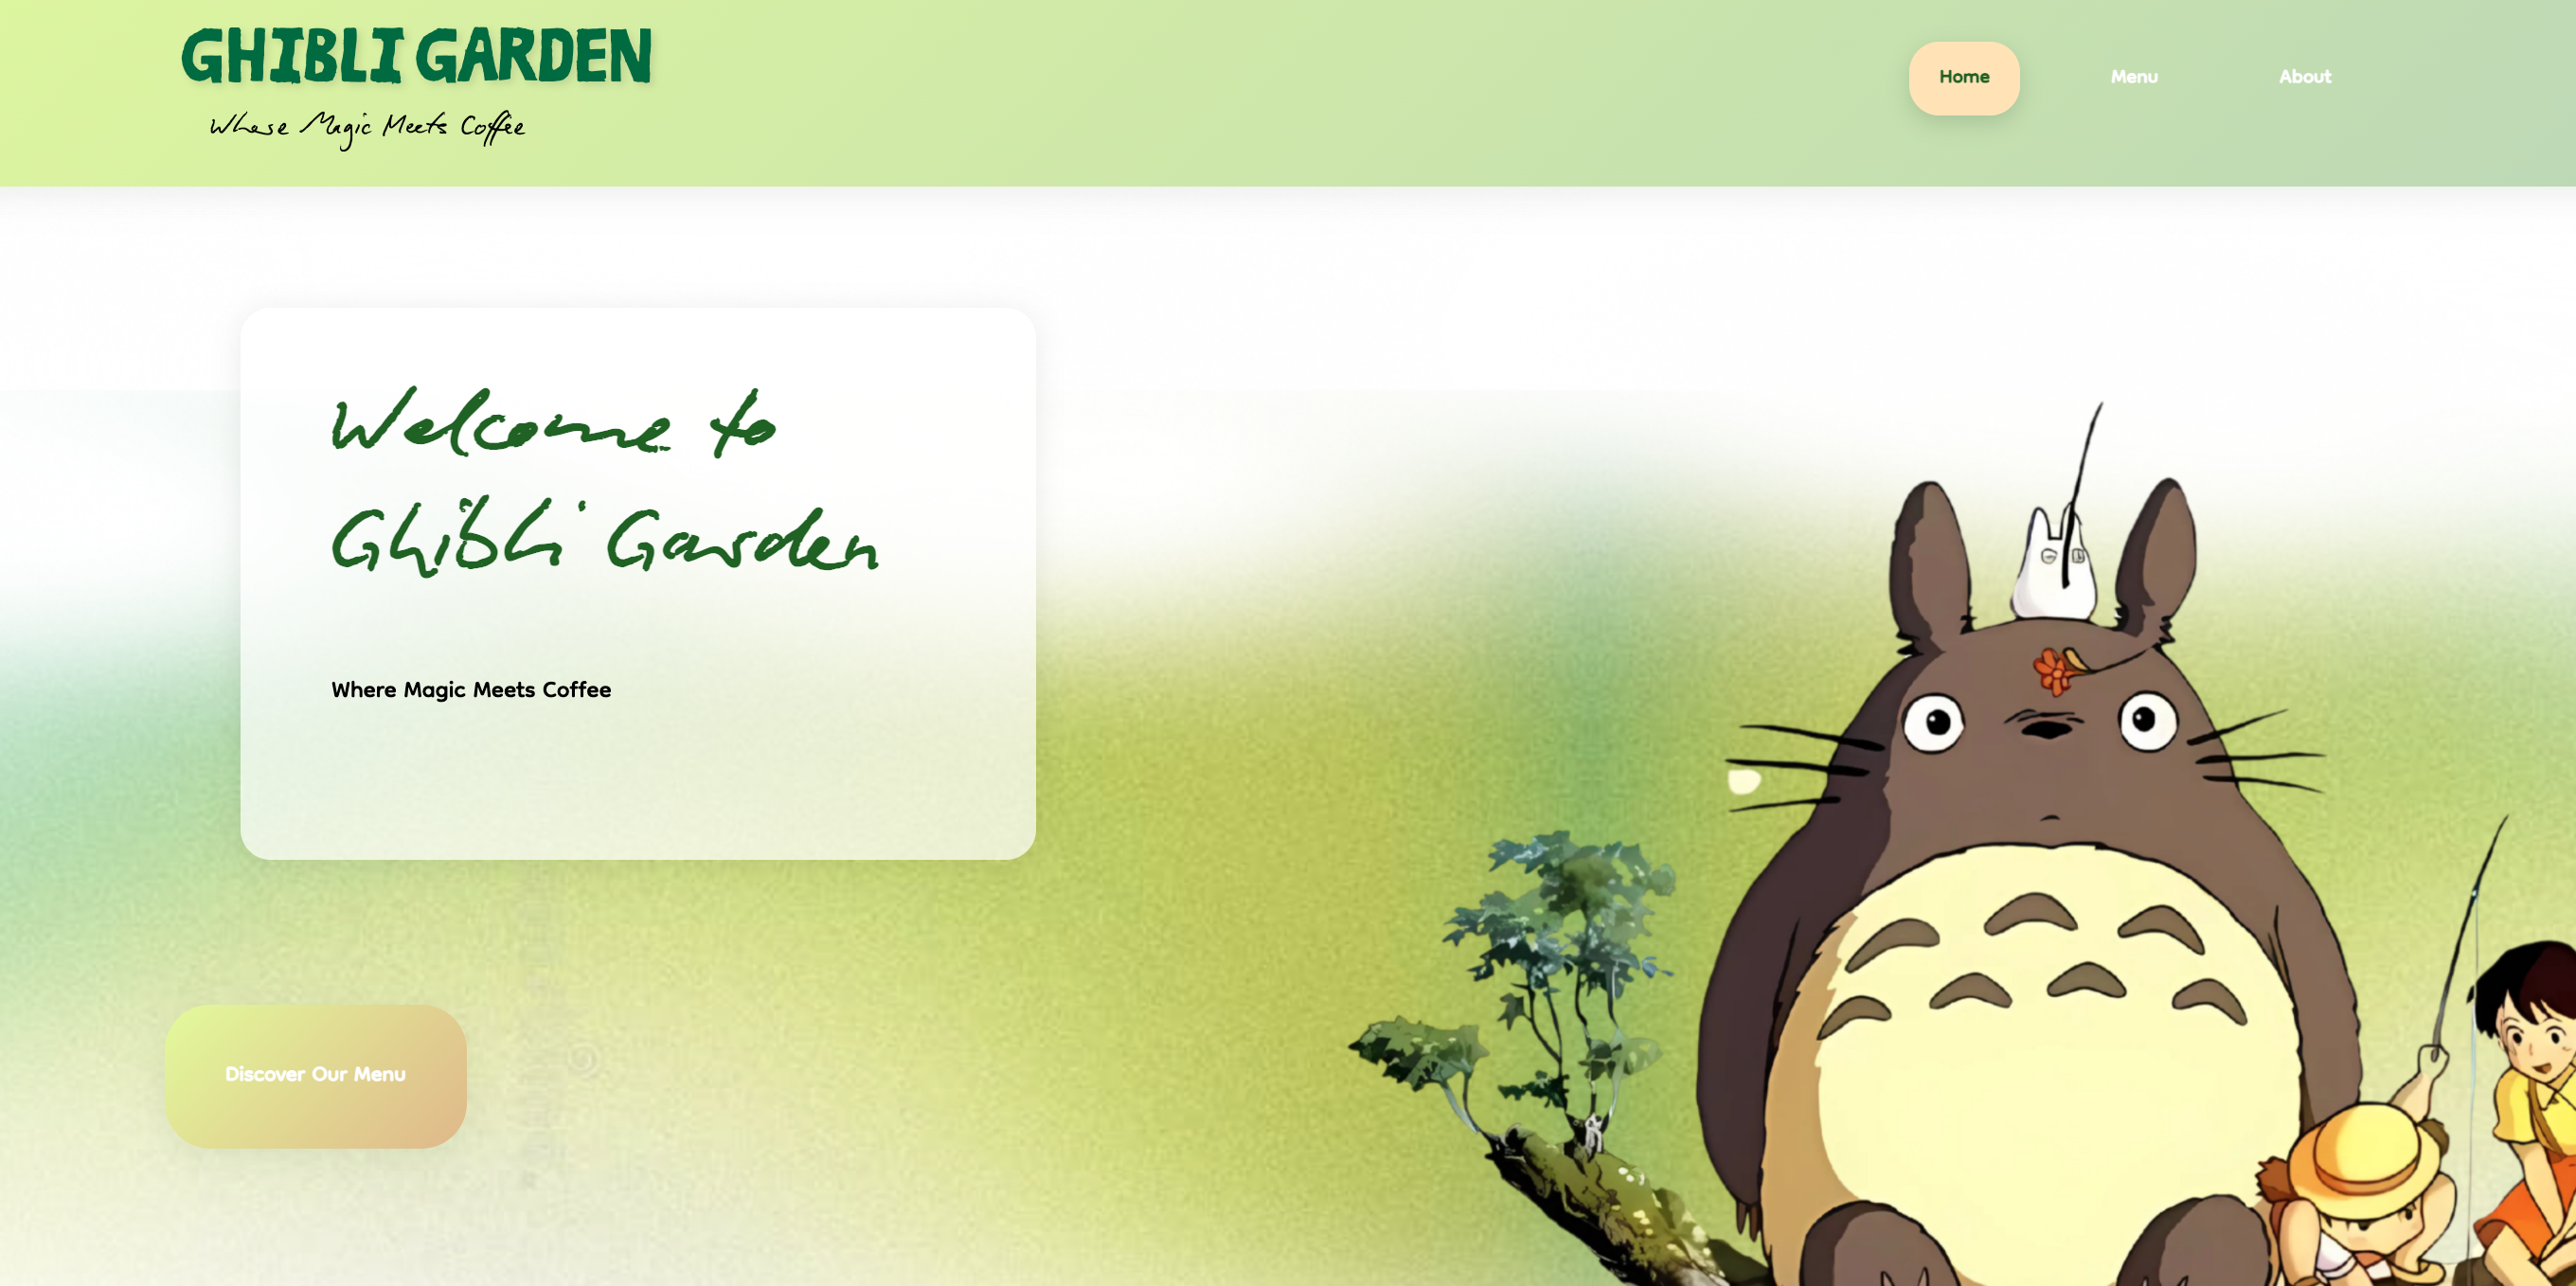 GHIBLI GARDEN
Where Magic Meets Coffee
Home
Menu
About
Welcome to
Ghibli Garden
Where Magic Meets Coffee
Discover Our Menu